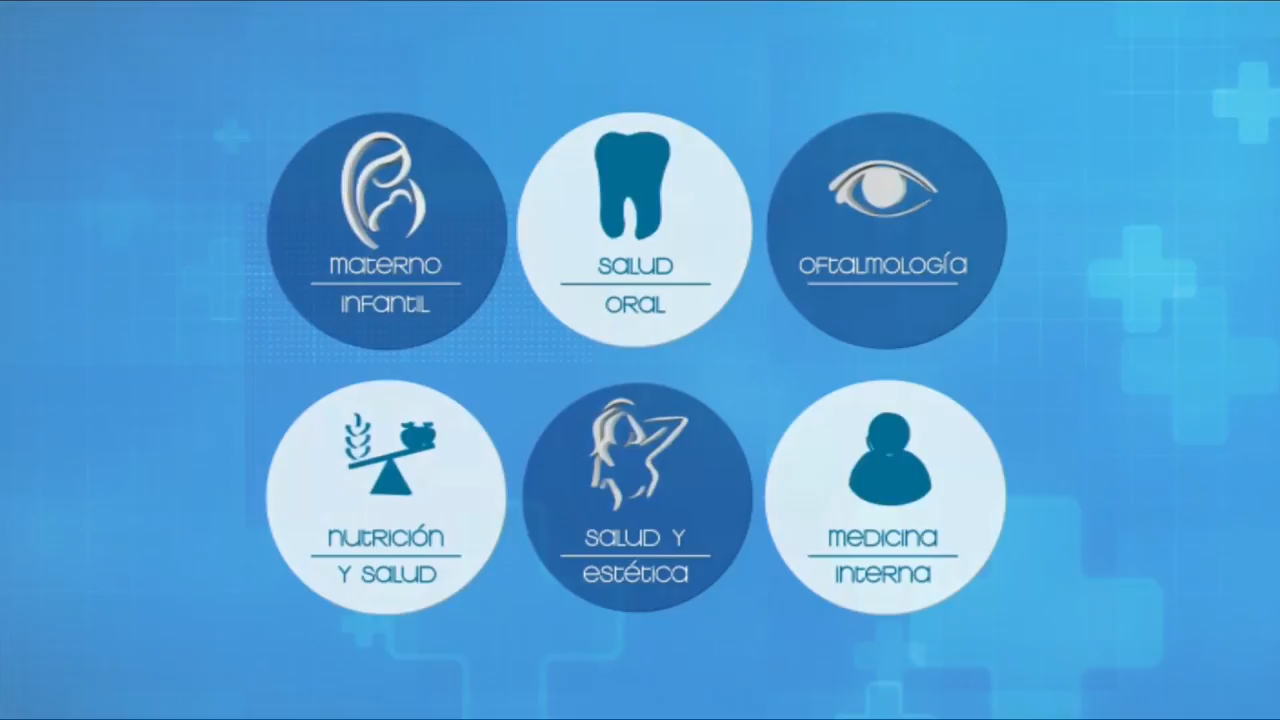 materno
infantil
salud
oral
oftalmología
nutrición
y salud
salud y
estética
medicina
interna